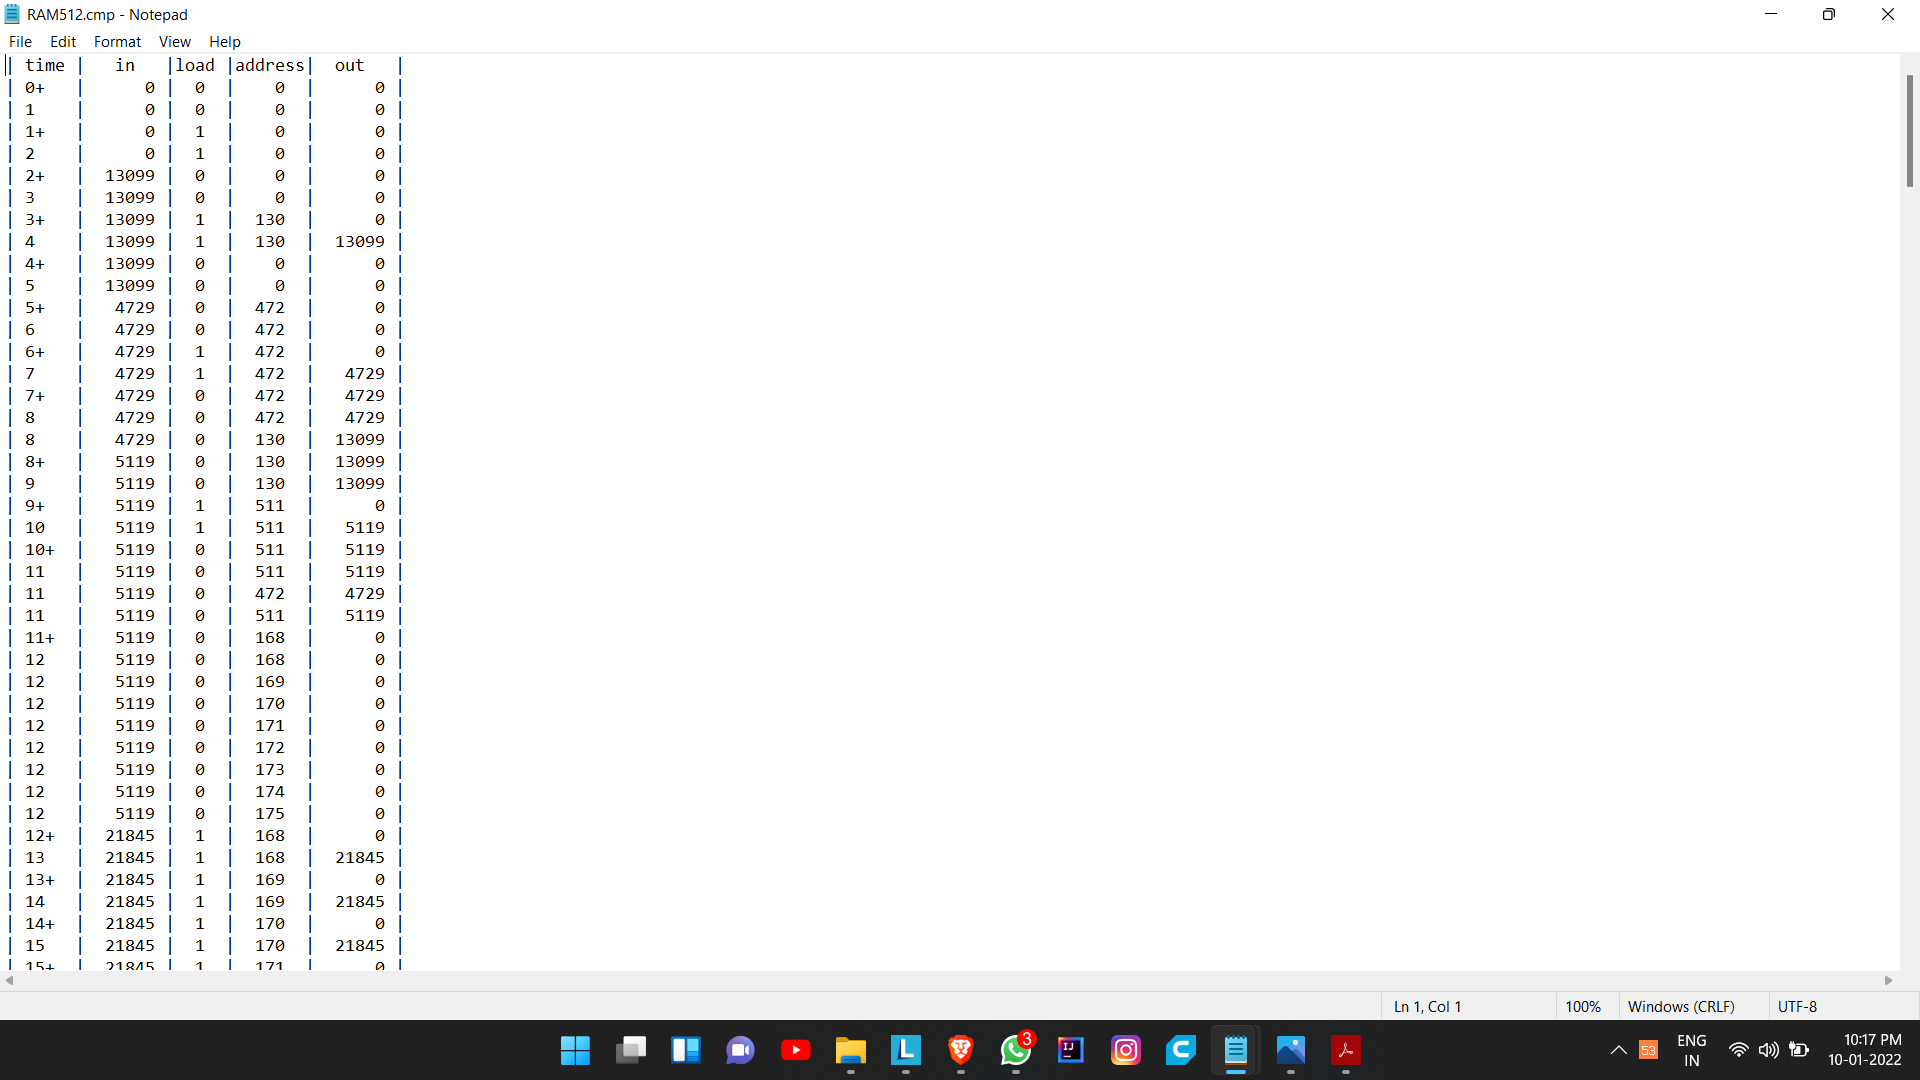 RAM512.cmp - Notepad
File Edit Format View Help
| time | in |load |address| out |
| 0+ | 0 | 0 | 0 | 0 |
| 1 | 0 | 0 | 0 | 0 |
| 1+ | 0 | 1 | 0 | 0 |
| 2 | 0 | 1 | 0 | 0 |
| 2+ | 13099 | 0 | 0 | 0 |
| 3 | 13099 | 0 | 0 | 0 |
| 3+ | 13099 | 1 | 130 | 0 |
| 4 | 13099 | 1 | 130 | 13099 |
| 4+ | 13099 | 0 | 0 | 0 |
| 5 | 13099 | 0 | 0 | 0 |
| 5+ | 4729 | 0 | 472 | 0 |
| 6 | 4729 | 0 | 472 | 0 |
| 6+ | 4729 | 1 | 472 | 0 |
| 7 | 4729 | 1 | 472 | 4729 |
| 7+ | 4729 | 0 | 472 | 4729 |
| 8 | 4729 | 0 | 472 | 4729 |
| 8 | 4729 | 0 | 130 | 13099 |
| 8+ | 5119 | 0 | 130 | 13099 |
| 9 | 5119 | 0 | 130 | 13099 |
| 9+ | 5119 | 1 | 511 | 0 |
| 10 | 5119 | 1 | 511 | 5119 |
| 10+ | 5119 | 0 | 511 | 5119 |
| 11 | 5119 | 0 | 511 | 5119 |
| 11 | 5119 | 0 | 472 | 4729 |
| 11 | 5119 | 0 | 511 | 5119 |
| 11+ | 5119 | 0 | 168 | 0 |
| 12 | 5119 | 0 | 168 | 0 |
| 12 | 5119 | 0 | 169 | 0 |
| 12 | 5119 | 0 | 170 | 0 |
| 12 | 5119 | 0 | 171 | 0 |
| 12 | 5119 | 0 | 172 | 0 |
| 12 | 5119 | 0 | 173 | 0 |
| 12 | 5119 | 0 | 174 | 0 |
| 12 | 5119 | 0 | 175 | 0 |
| 12+ | 21845 | 1 | 168 | 0 |
| 13 | 21845 | 1 | 168 | 21845 |
| 13+ | 21845 | 1 | 169 | 0 |
| 14 | 21845 | 1 | 169 | 21845 |
| 14+ | 21845 | 1 | 170 | 0 |
| 15 | 21845 | 1 | 170 | 21845 |
| 15+ | 21845 | 1 | 171 | 0 |
Ln 1, Col 1 100% Windows (CRLF) UTF-8
L 3 IJ 53
ENG 10:17 PM
IN 10-01-2022